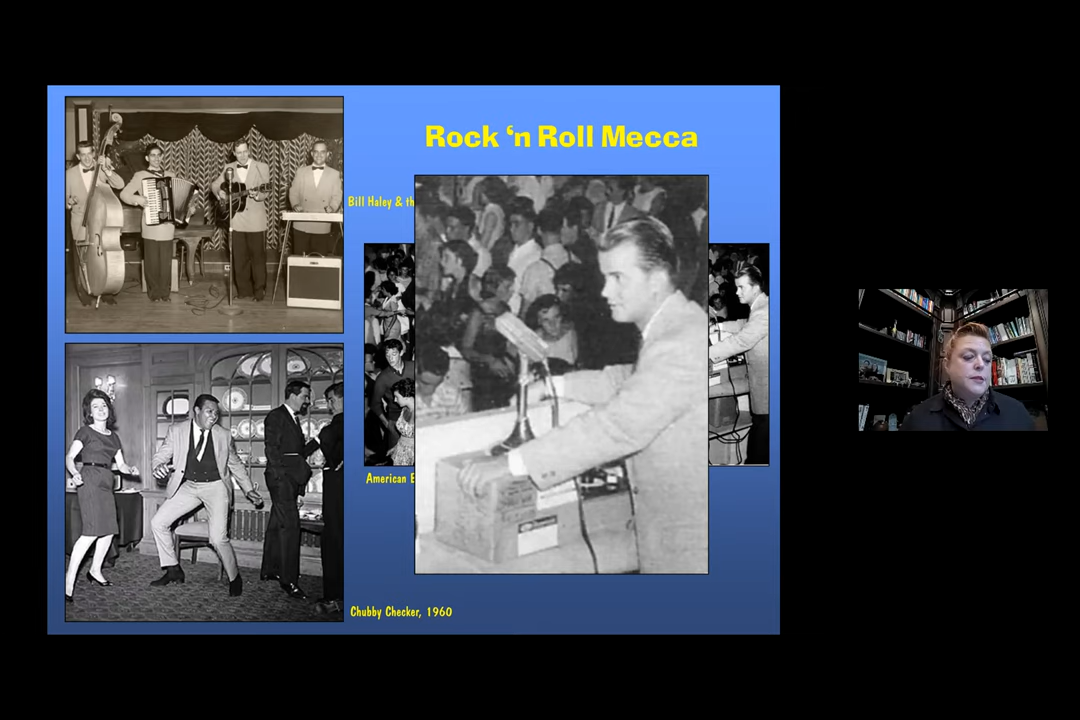 Rock ‘n Roll Mecca
Bill Haley & th
American
Chubby Checker, 1960